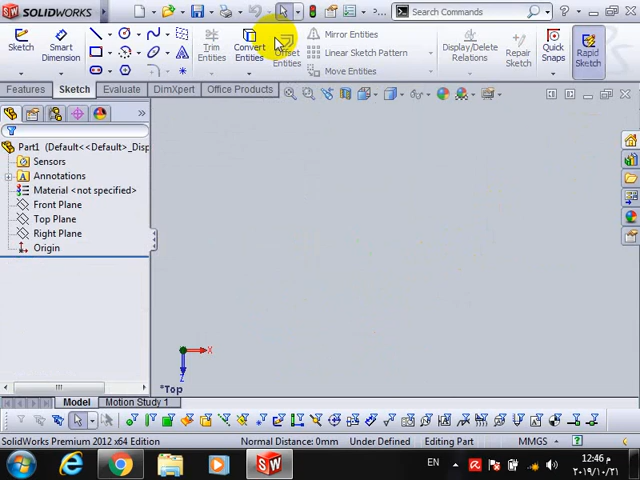 SOLIDWORKS
Search Commands
Sketch
Smart Dimension
Trim Entities
Convert Entities
Offset Entities
Mirror Entities
Linear Sketch Pattern
Move Entities
Display/Delete Relations
Repair Sketch
Quick Snaps
Rapid Sketch
Features Sketch Evaluate DimXpert Office Products
Part1 (Default<<Default>_Disp
Sensors
Annotations
Material <not specified>
Front Plane
Top Plane
Right Plane
Origin
X
Z
*Top
Model Motion Study 1
SolidWorks Premium 2012 x64 Edition Normal Distance: 0mm Under Defined Editing Part MMGS
EN
12:46 م
٢٠١٩/١٠/٢١